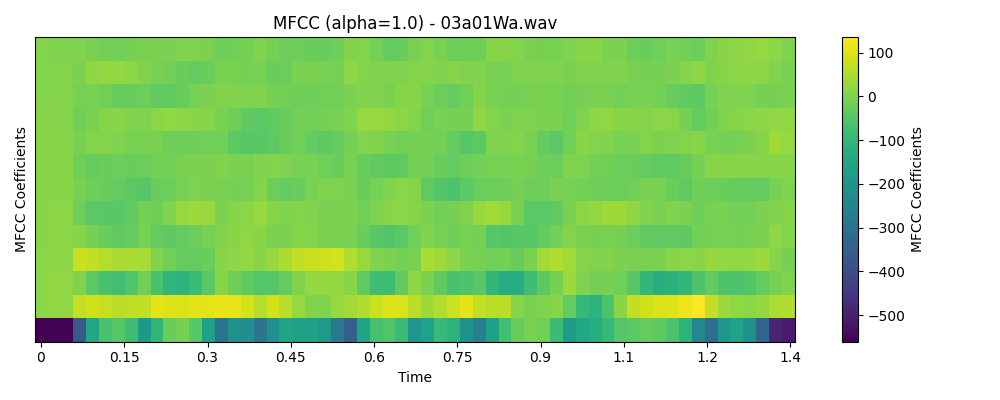 MFCC (alpha=1.0) - 03a01Wa.wav
MFCC Coefficients
0 0.15 0.3 0.45 0.6 0.75 0.9 1.1 1.2 1.4
Time
100
0
−100
−200
−300
−400
−500
MFCC Coefficients